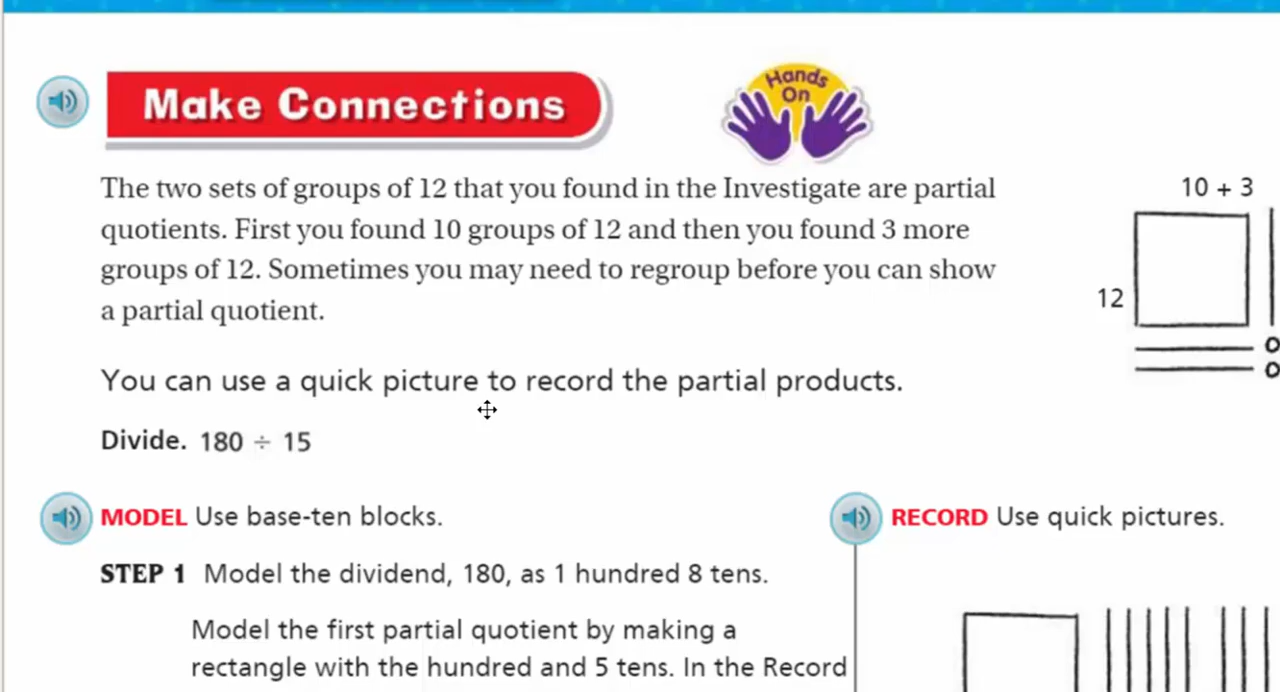 Make Connections
Hands
On
The two sets of groups of 12 that you found in the Investigate are partial
quotients. First you found 10 groups of 12 and then you found 3 more
groups of 12. Sometimes you may need to regroup before you can show
a partial quotient.
10 + 3
12
You can use a quick picture to record the partial products.
Divide. 180 ÷ 15
MODEL Use base-ten blocks.
STEP 1 Model the dividend, 180, as 1 hundred 8 tens.
Model the first partial quotient by making a
rectangle with the hundred and 5 tens. In the Record
RECORD Use quick pictures.